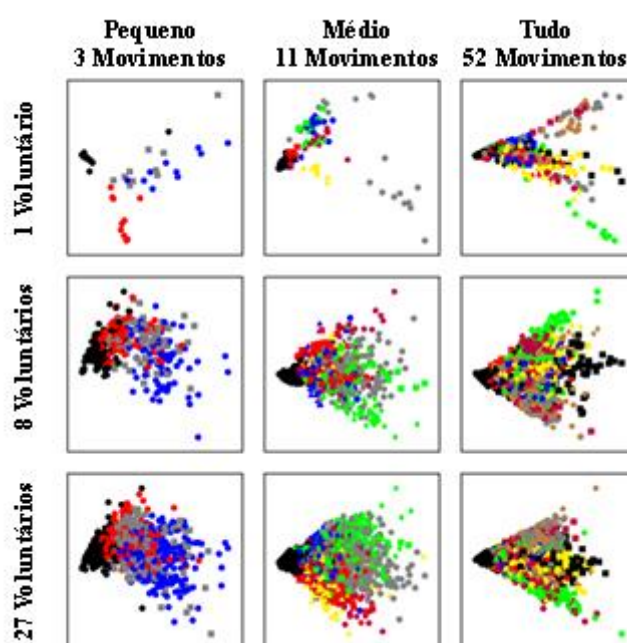 Pequeno
3 Movimentos
Médio
11 Movimentos
Tudo
52 Movimentos
1 Voluntário
8 Voluntários
27 Voluntários